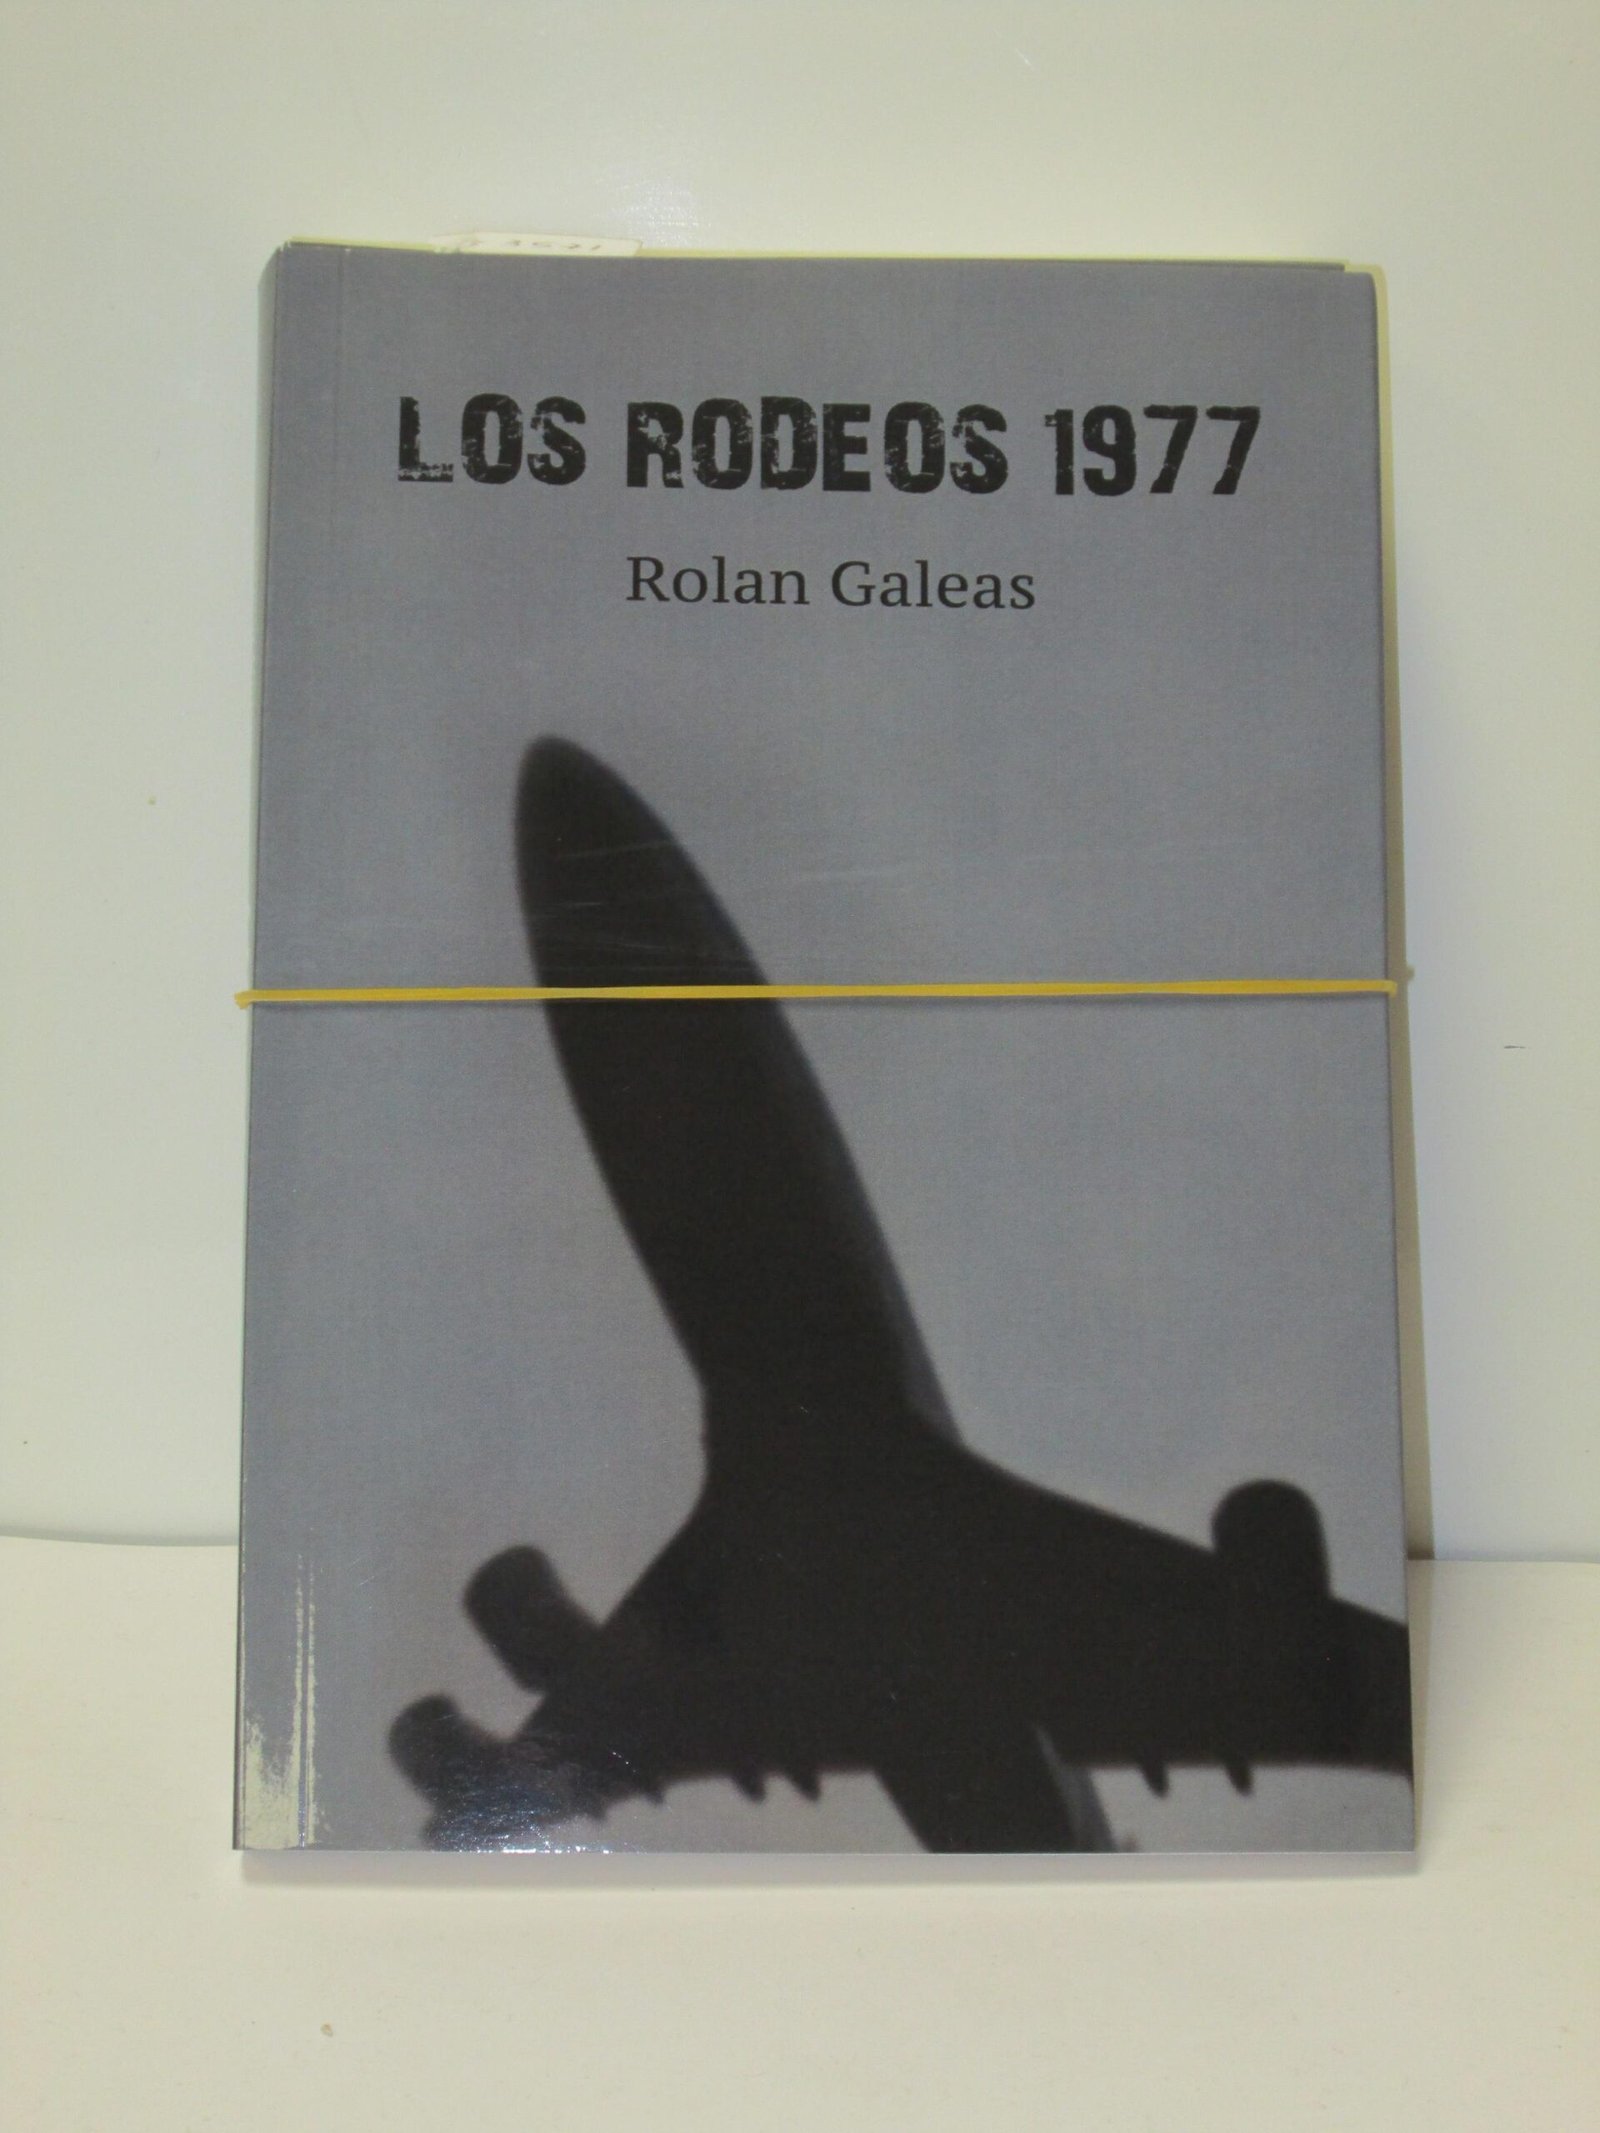 LOS RODEOS 1977
Rolan Galeas